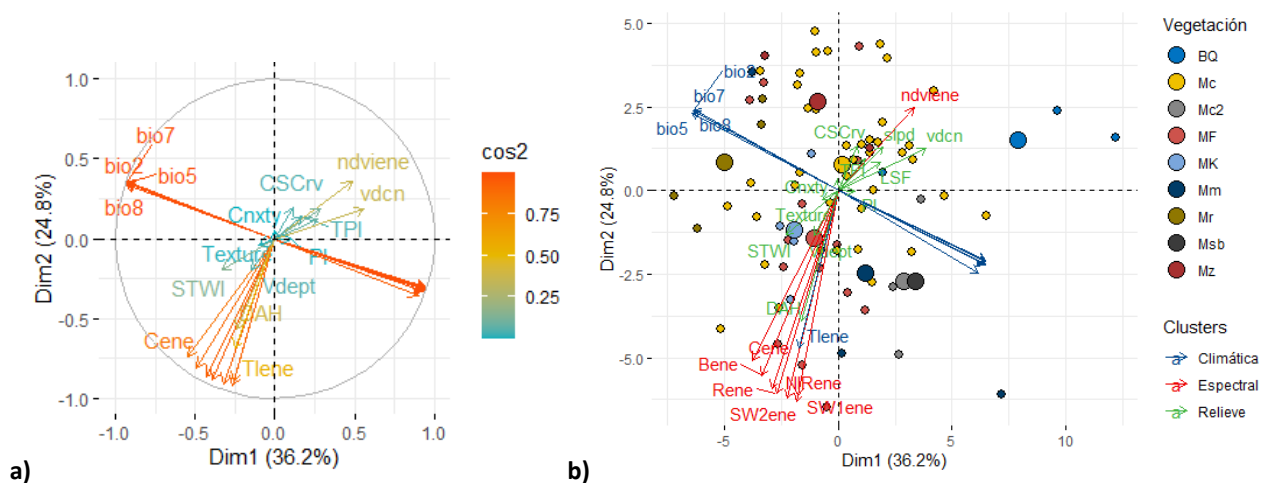 1.0
0.5
0.0
-0.5
-1.0
Dim2 (24.8%)
bio7
bio2
bio5
bio8
ndviene
CSCrv
vdcn
Cnxty
TPI
Texture
PI
STWI
Vdept
DAH
Cene
TIene
-1.0 -0.5 0.0 0.5 1.0
Dim1 (36.2%)
cos2
0.75
0.50
0.25
a)
5.0
2.5
0.0
-2.5
-5.0
Dim2 (24.8%)
bio2
bio7
bio5
bio8
ndviene
CSCrv
slpd
vdcn
LSF
Cnxty
PI
Texture
STWI
Vdept
DAH
TIene
Cene
Bene
Rene
NIRene
SW2ene
SW1ene
-5 0 5 10
Dim1 (36.2%)
Vegetación
BQ
Mc
Mc2
MF
MK
Mm
Mr
Msb
Mz
Clusters
a Climática
a Espectral
a Relieve
b)